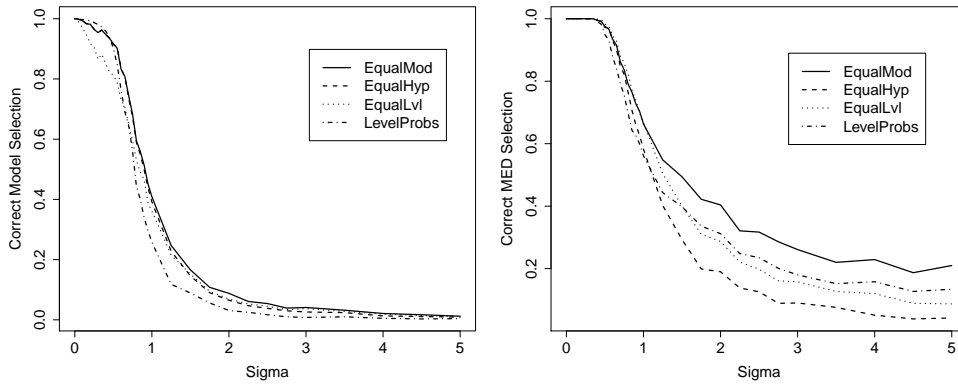 Correct Model Selection
1.0
0.8
0.6
0.4
0.2
0.0
EqualMod
EqualHyp
EqualLvl
LevelProbs
0 1 2 3 4 5
Sigma
Correct MED Selection
1.0
0.8
0.6
0.4
0.2
EqualMod
EqualHyp
EqualLvl
LevelProbs
0 1 2 3 4 5
Sigma